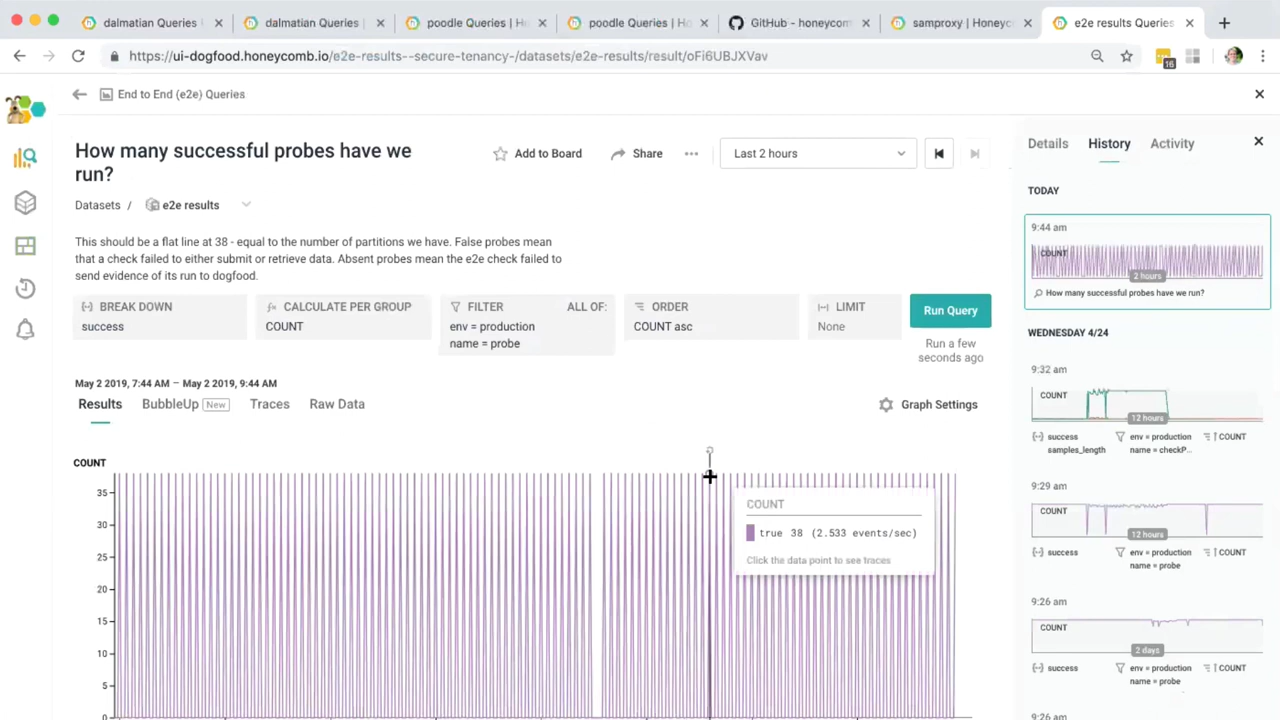 dalmatian Queries
dalmatian Queries |
poodle Queries | H
poodle Queries | Ho
GitHub - honeycom
samproxy | Honeyc
e2e results Queries
https://ui-dogfood.honeycomb.io/e2e-results--secure-tenancy-/datasets/e2e-results/result/oFi6UBJXVav
16
End to End (e2e) Queries
How many successful probes have we
run?
Add to Board
Share
Last 2 hours
Datasets / e2e results
This should be a flat line at 38 - equal to the number of partitions we have. False probes mean
that a check failed to either submit or retrieve data. Absent probes mean the e2e check failed to
send evidence of its run to dogfood.
BREAK DOWN
success
CALCULATE PER GROUP
COUNT
FILTER ALL OF:
env = production
name = probe
ORDER
COUNT asc
LIMIT
None
Run Query
Run a few
seconds ago
May 2 2019, 7:44 AM – May 2 2019, 9:44 AM
Results BubbleUp New Traces Raw Data
Graph Settings
COUNT
35
30
25
20
15
10
5
0
COUNT
true 38 (2.533 events/sec)
Click the data point to see traces
Details History Activity
TODAY
9:44 am
COUNT
2 hours
How many successful probes have we run?
WEDNESDAY 4/24
9:32 am
COUNT
12 hours
success env = production COUNT
samples_length name = checkP...
9:29 am
COUNT
12 hours
success env = production COUNT
name = probe
9:26 am
COUNT
2 days
success env = production COUNT
name = probe
9:26 am